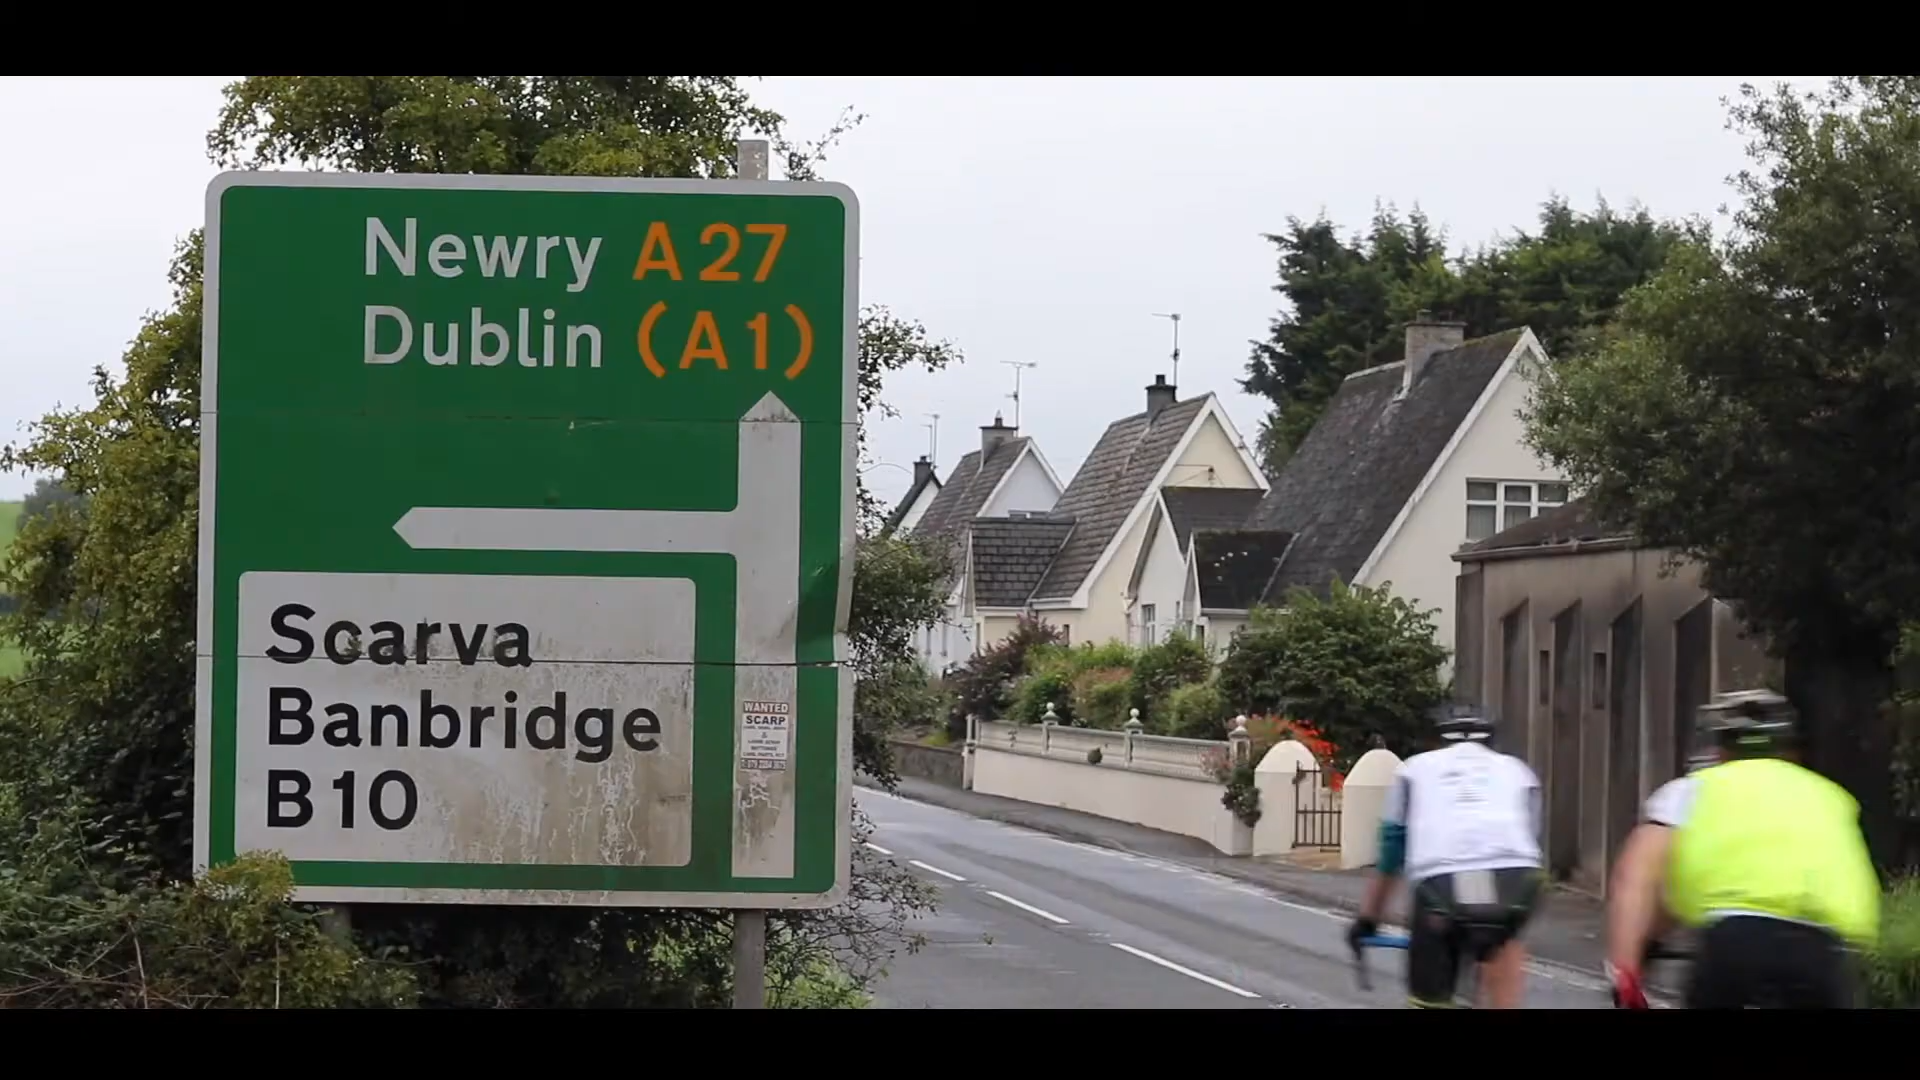 Newry A27
Dublin (A1)
Scarva
Banbridge
B10
WANTED
SCARP